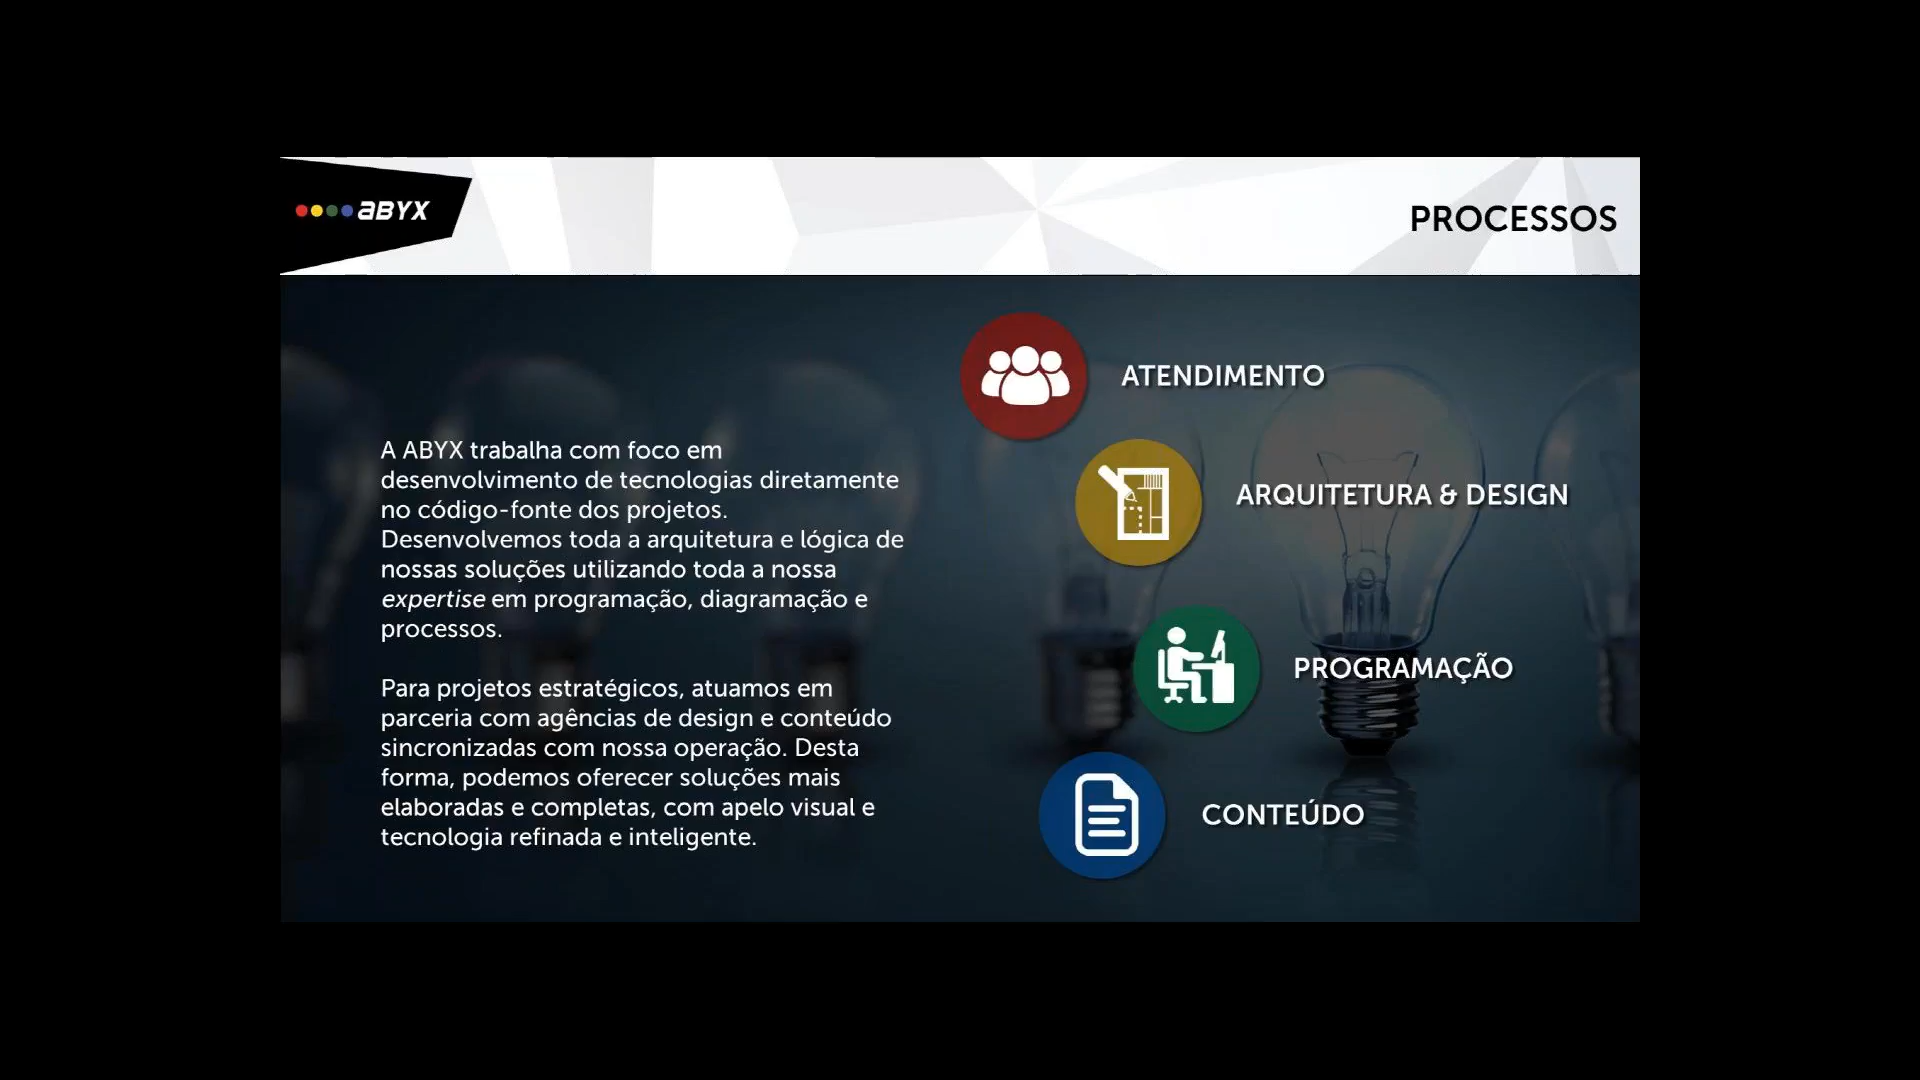 aBYX
PROCESSOS
A ABYX trabalha com foco em
desenvolvimento de tecnologias diretamente
no código-fonte dos projetos.
Desenvolvemos toda a arquitetura e lógica de
nossas soluções utilizando toda a nossa
expertise em programação, diagramação e
processos.
Para projetos estratégicos, atuamos em
parceria com agências de design e conteúdo
sincronizadas com nossa operação. Desta
forma, podemos oferecer soluções mais
elaboradas e completas, com apelo visual e
tecnologia refinada e inteligente.
ATENDIMENTO
ARQUITETURA & DESIGN
PROGRAMAÇÃO
CONTEÚDO